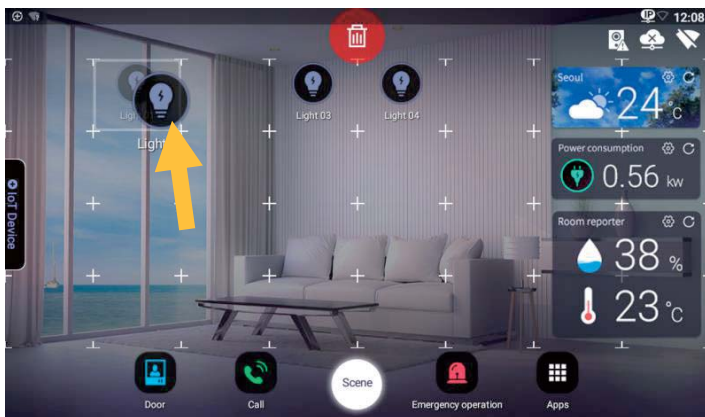 IP
12:08
Seoul
24°C
Light 03
Light 04
Light
Power consumption
0.56 kw
IoT Device
Room reporter
38 %
23°C
Door
Call
Scene
Emergency operation
Apps